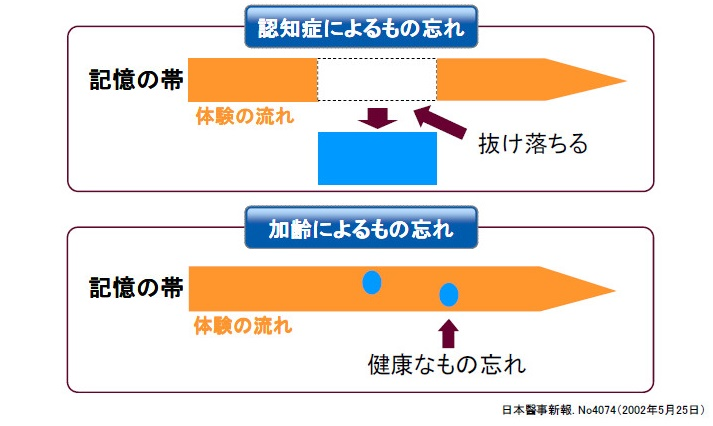 認知症によるもの忘れ
記憶の帯
体験の流れ
抜け落ちる
加齢によるもの忘れ
記憶の帯
体験の流れ
健康なもの忘れ
日本醫事新報. No4074(2002年5月25日)